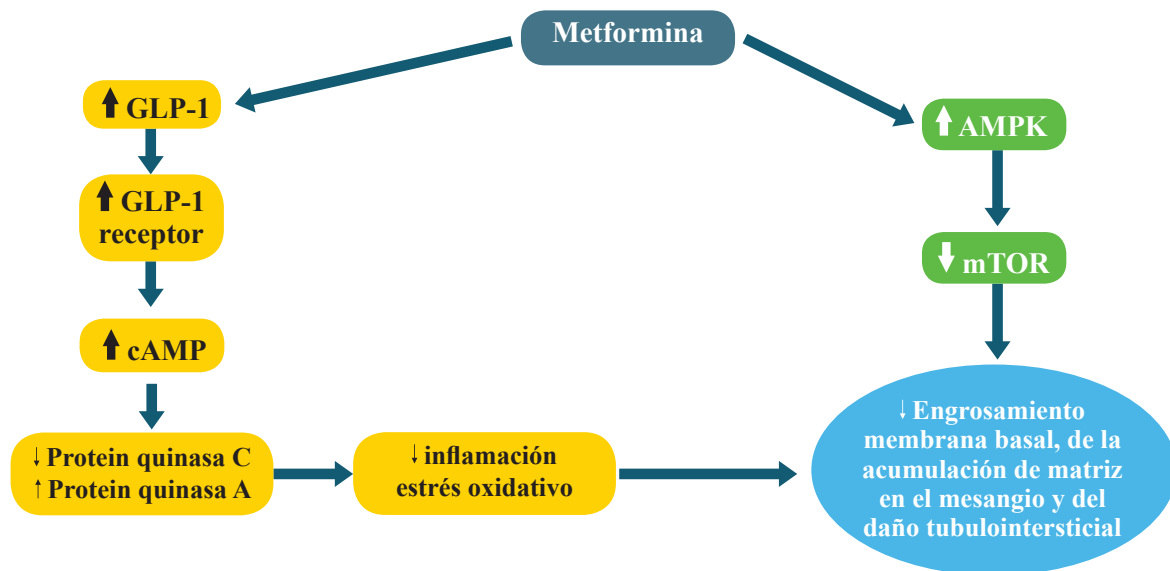 Metformina
⬆ GLP-1
⬆ GLP-1
receptor
⬆ cAMP
↓ Protein quinasa C
↑ Protein quinasa A
↓ inflamación
estrés oxidativo
⬆ AMPK
⬇ mTOR
↓ Engrosamiento
membrana basal, de la
acumulación de matriz
en el mesangio y del
daño tubulointersticial